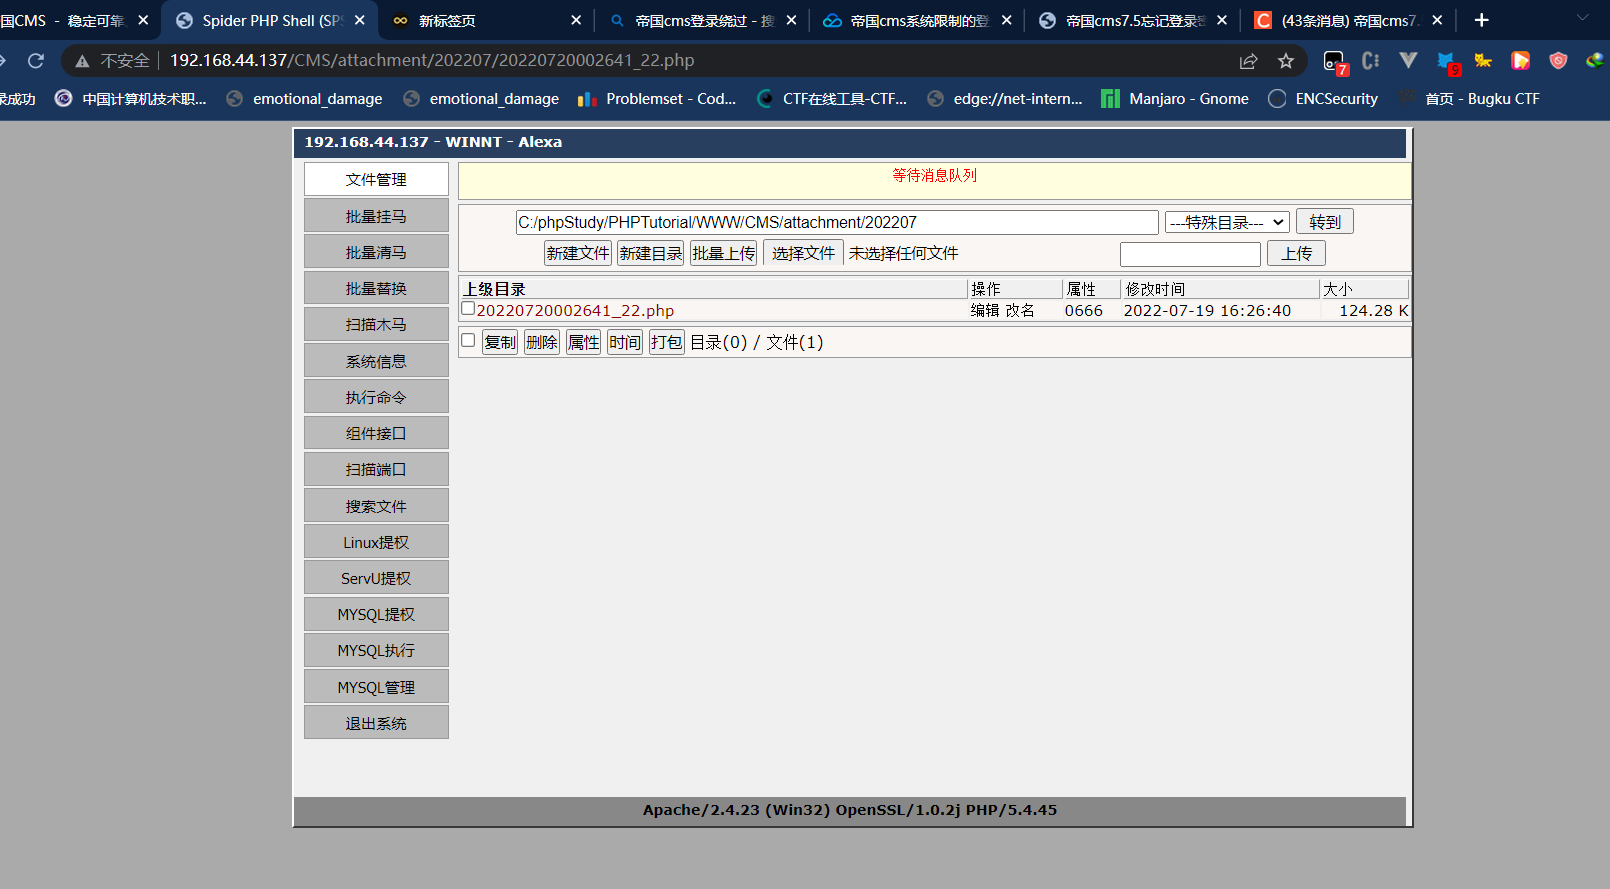 国CMS - 稳定可靠
Spider PHP Shell (SPS
新标签页
帝国cms登录绕过 - 搜
帝国cms系统限制的登
帝国cms7.5忘记登录密
(43条消息) 帝国cms7.
不安全 192.168.44.137/CMS/attachment/202207/20220720002641_22.php
7
9
录成功
中国计算机技术职...
emotional_damage
emotional_damage
Problemset - Cod...
CTF在线工具-CTF...
edge://net-intern...
Manjaro - Gnome
ENCSecurity
首页 - Bugku CTF
192.168.44.137 - WINNT - Alexa
文件管理
批量挂马
批量清马
批量替换
扫描木马
系统信息
执行命令
组件接口
扫描端口
搜索文件
Linux提权
ServU提权
MYSQL提权
MYSQL执行
MYSQL管理
退出系统
等待消息队列
C:/phpStudy/PHPTutorial/WWW/CMS/attachment/202207 ---特殊目录--- 转到
新建文件 新建目录 批量上传 选择文件 未选择任何文件 上传
上级目录 操作 属性 修改时间 大小
20220720002641_22.php 编辑 改名 0666 2022-07-19 16:26:40 124.28 K
复制 删除 属性 时间 打包 目录(0) / 文件(1)
Apache/2.4.23 (Win32) OpenSSL/1.0.2j PHP/5.4.45